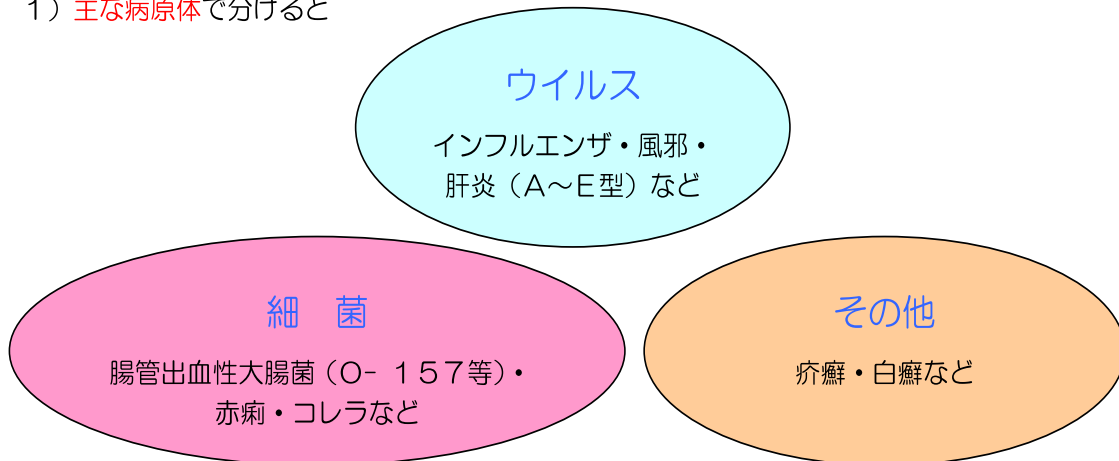 １）主な病原体で分けると
ウイルス
インフルエンザ・風邪・
肝炎（Ａ～Ｅ型）など
細　菌
腸管出血性大腸菌（Ｏ- １５７等）・
赤痢・コレラなど
その他
疥癬・白癬など